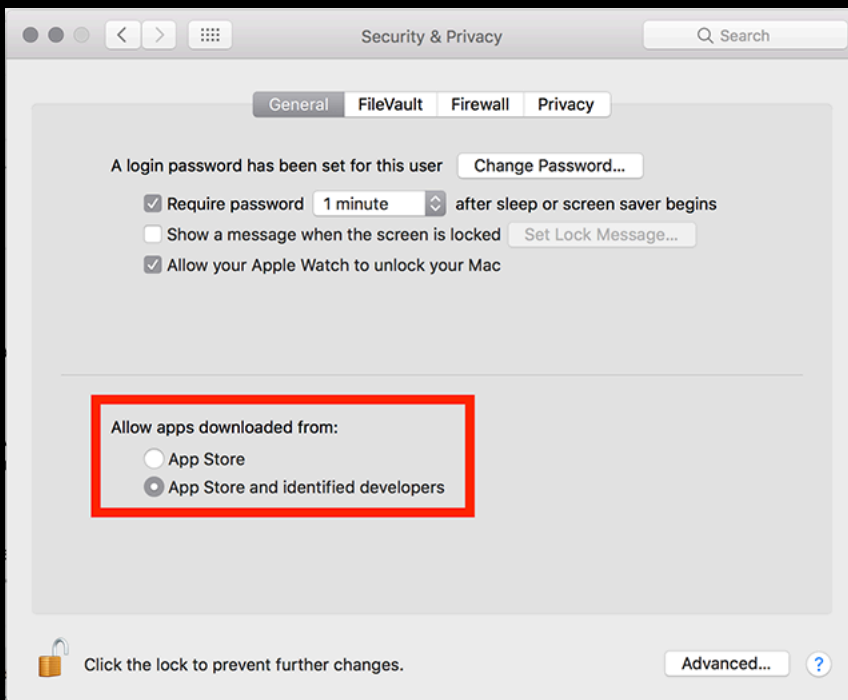 Security & Privacy
Search
General FileVault Firewall Privacy
A login password has been set for this user Change Password...
Require password 1 minute after sleep or screen saver begins
Show a message when the screen is locked Set Lock Message...
Allow your Apple Watch to unlock your Mac
Allow apps downloaded from:
App Store
App Store and identified developers
Click the lock to prevent further changes.
Advanced... ?